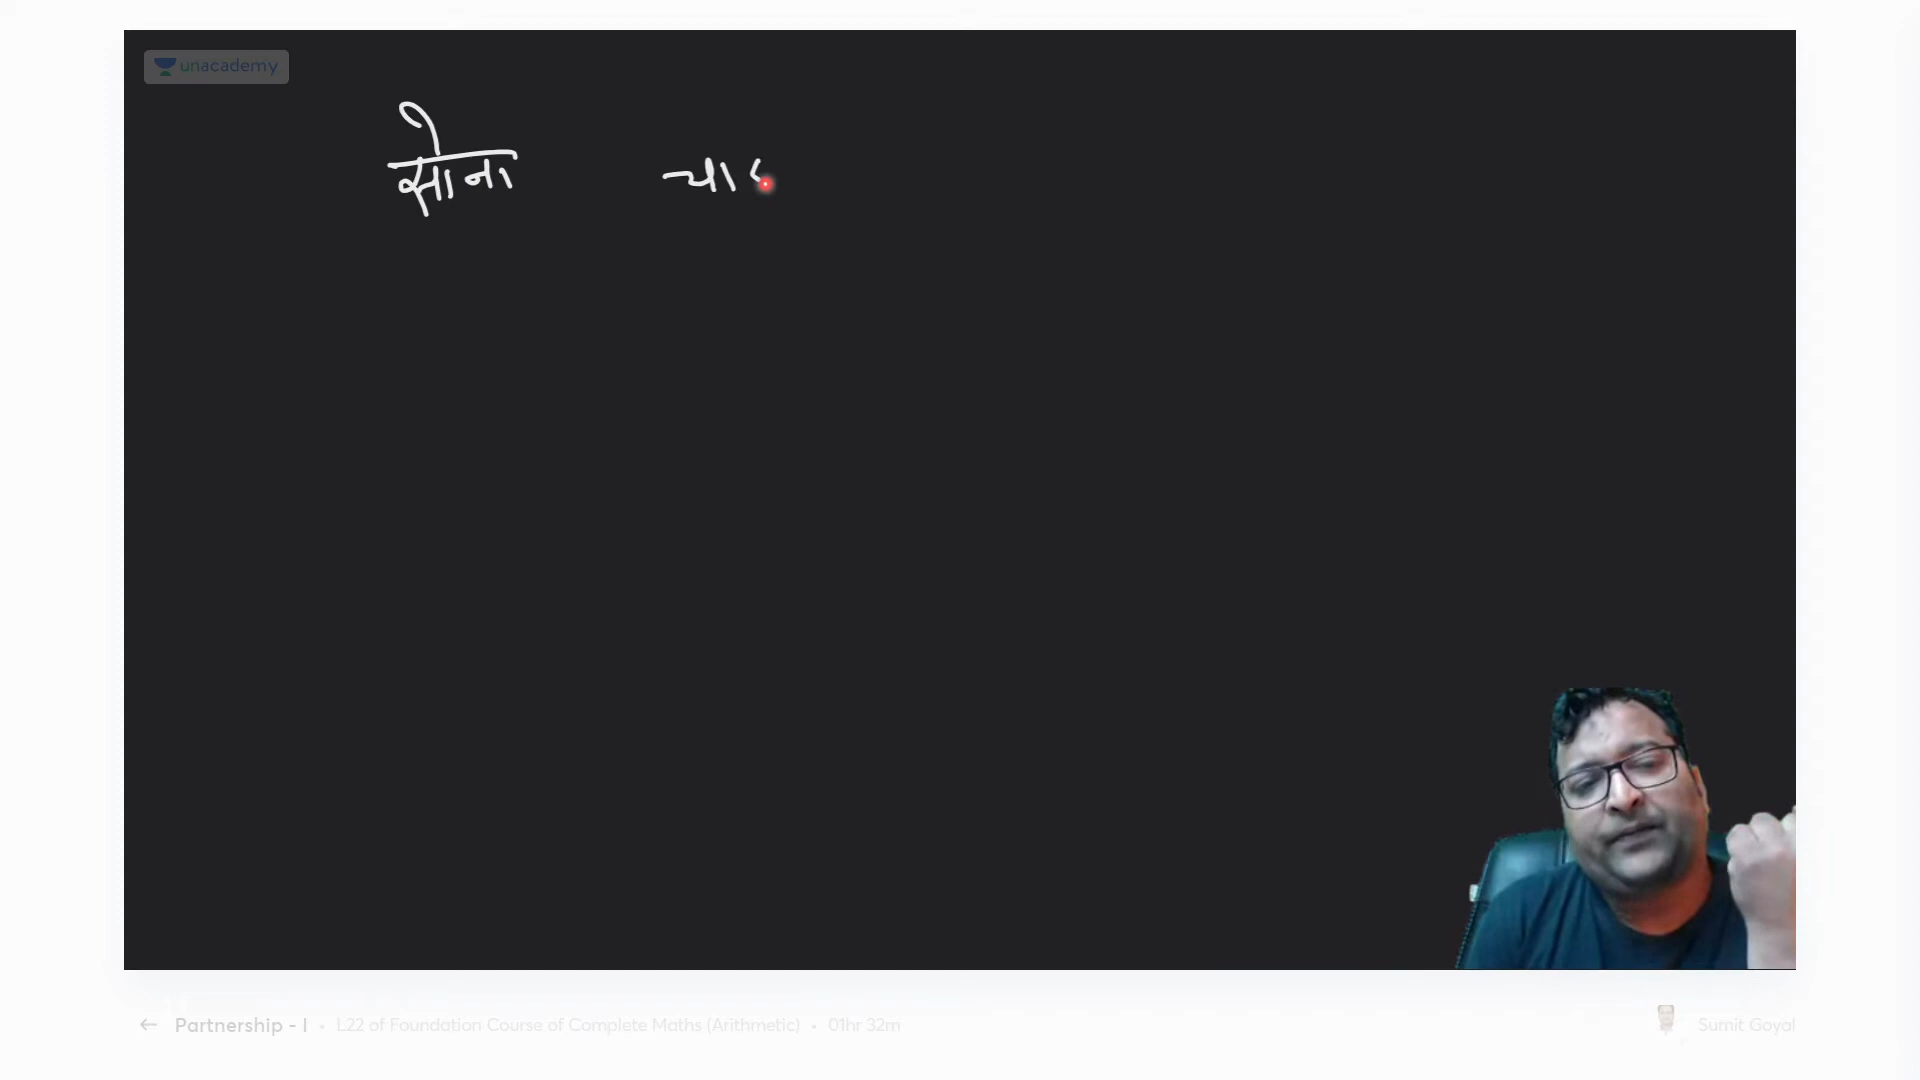 unacademy
सोना चा
Partnership - I • L22 of Foundation Course of Complete Maths (Arithmetic) • 01hr 32m
Sumit Goyal